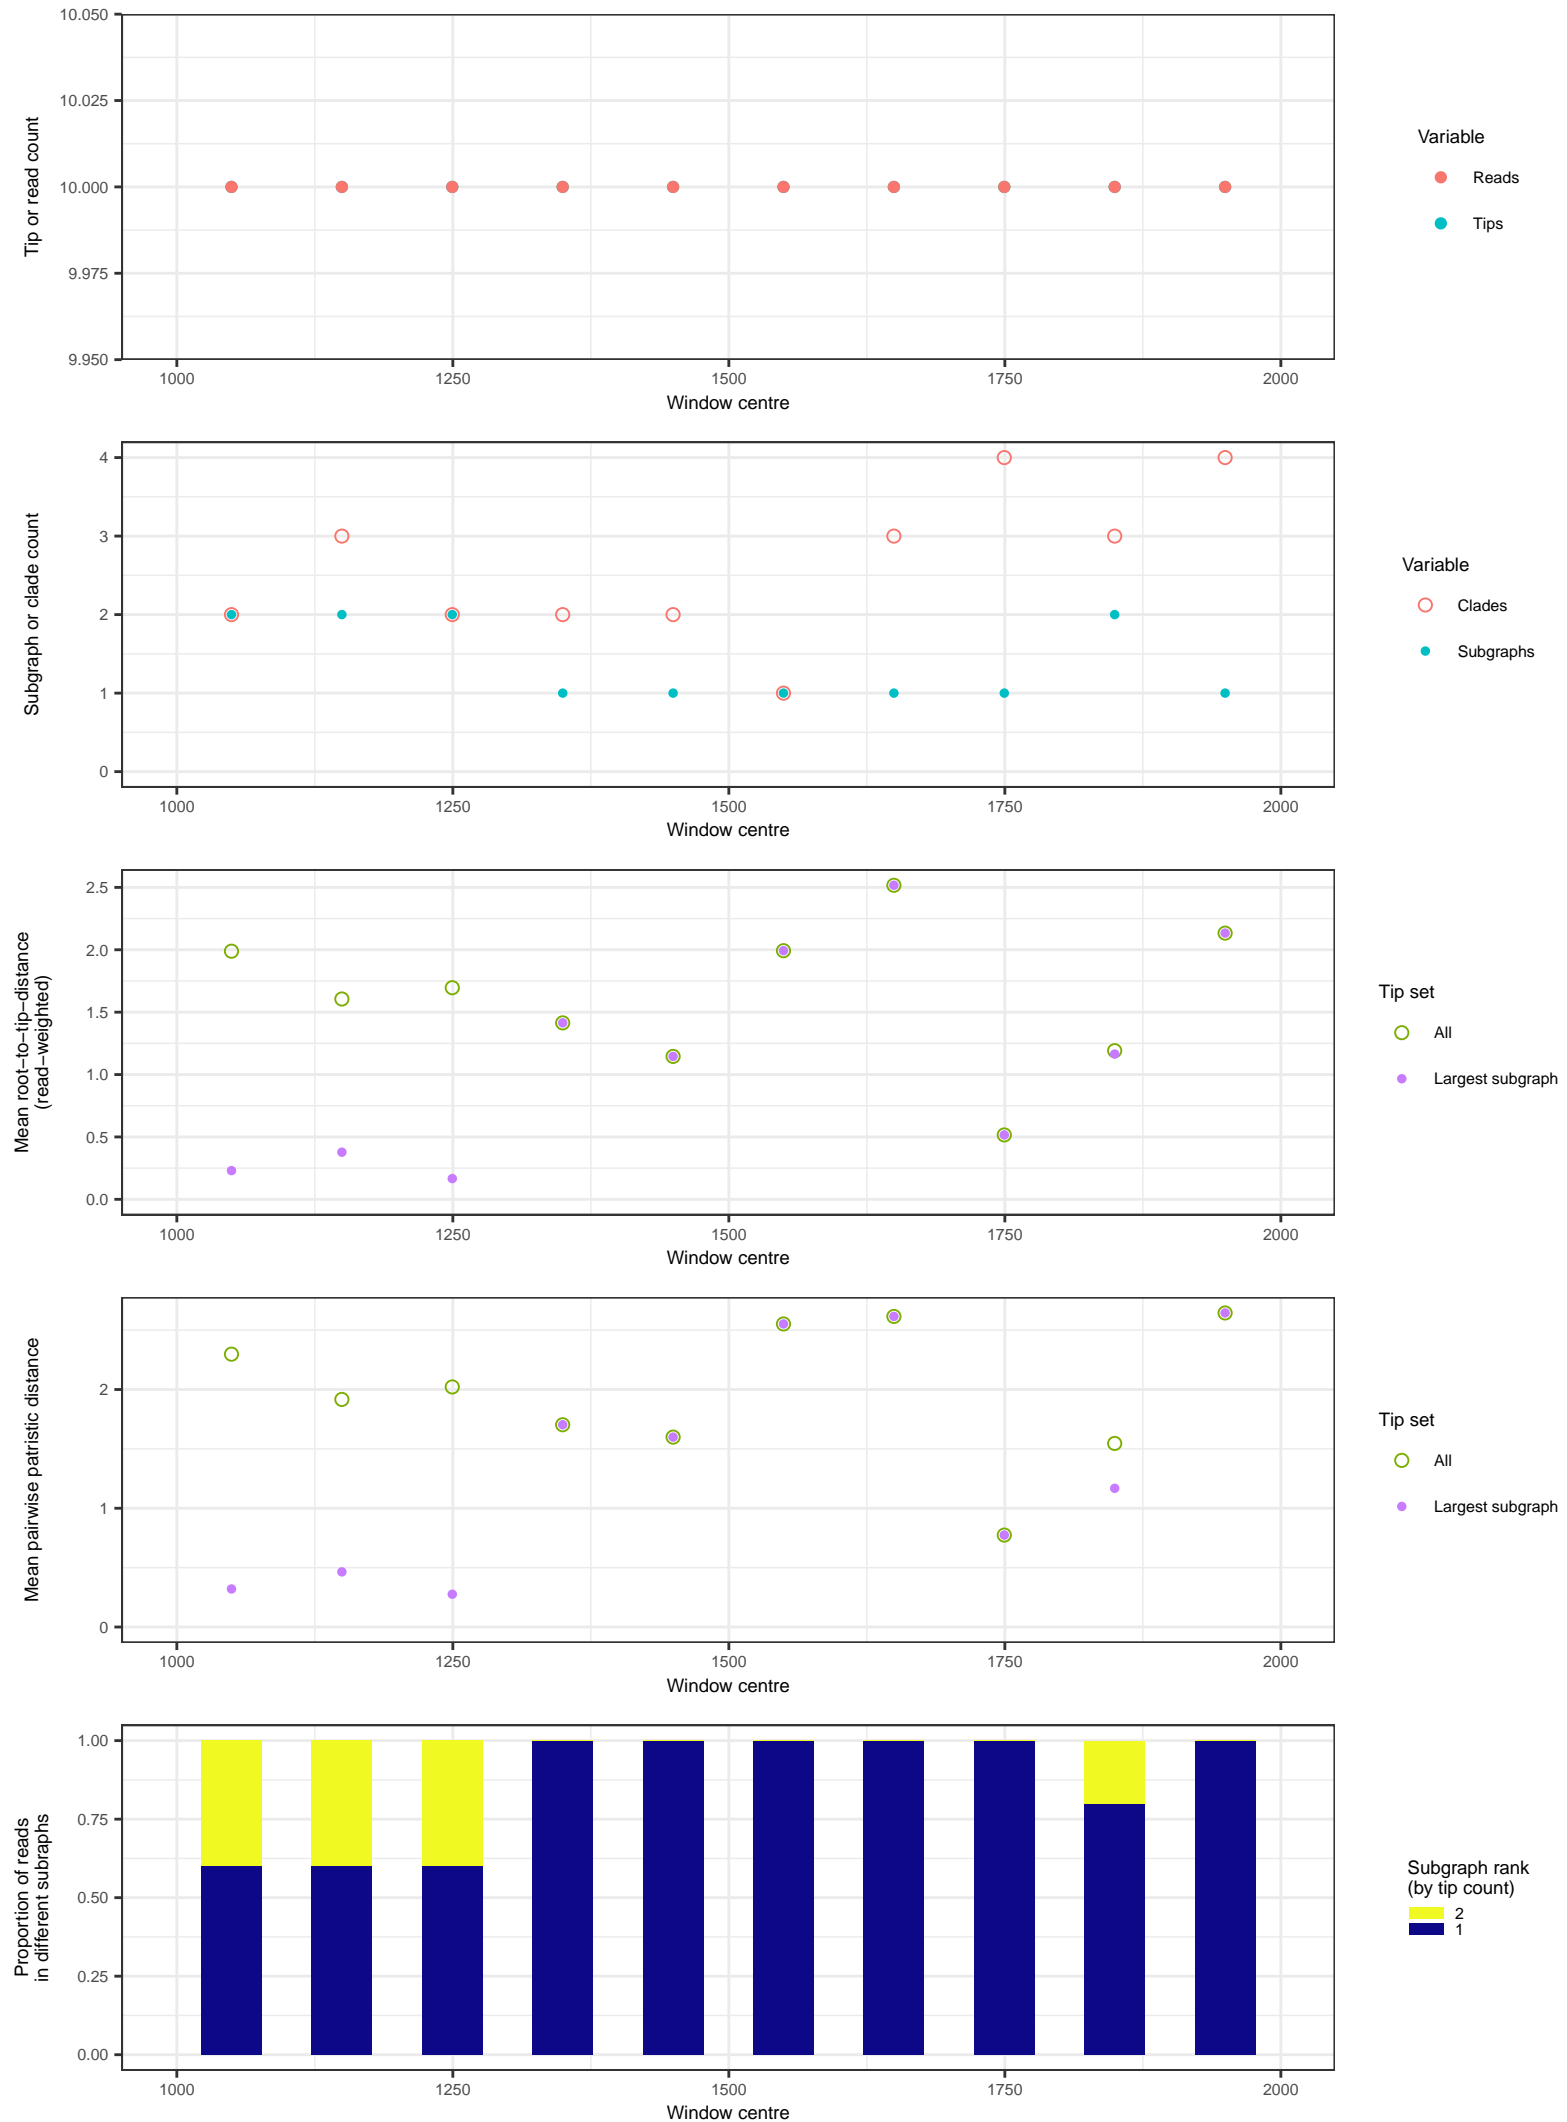 10.050
10.025
10.000
9.975
9.950
Tip or read count
1000 1250 1500 1750 2000
Window centre
Variable
Reads
Tips
4
3
2
1
0
Subgraph or clade count
1000 1250 1500 1750 2000
Window centre
Variable
Clades
Subgraphs
2.5
2.0
1.5
1.0
0.5
0.0
Mean root−to−tip−distance
(read−weighted)
1000 1250 1500 1750 2000
Window centre
Tip set
All
Largest subgraph
2
1
0
Mean pairwise patristic distance
1000 1250 1500 1750 2000
Window centre
Tip set
All
Largest subgraph
1.00
0.75
0.50
0.25
0.00
Proportion of reads
in different subraphs
1000 1250 1500 1750 2000
Window centre
Subgraph rank
(by tip count)
2
1